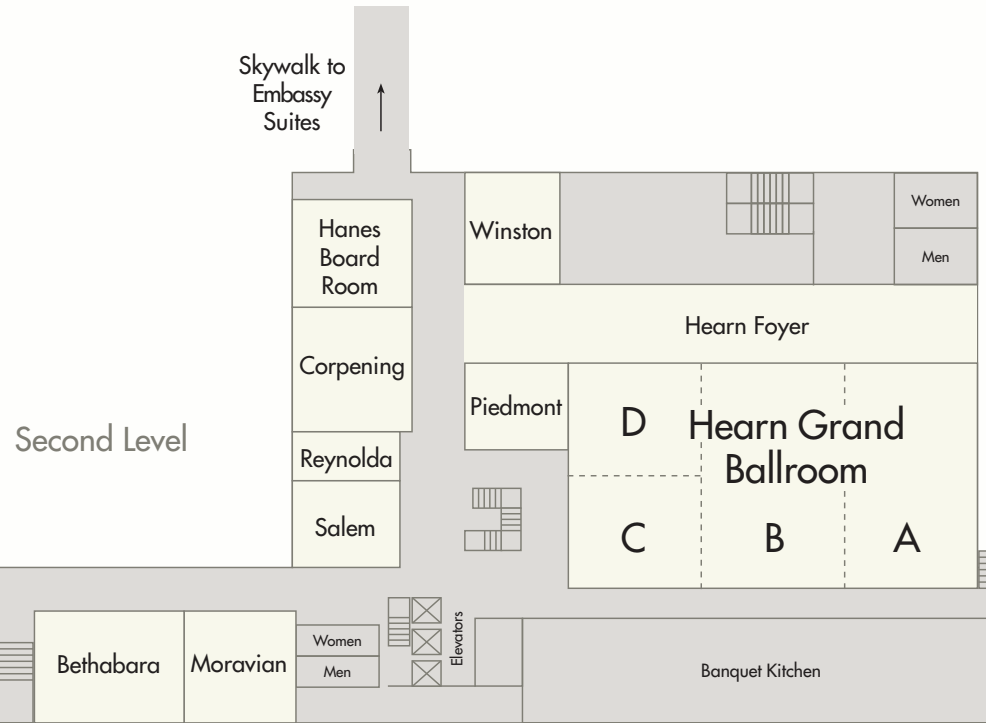 Skywalk to
Embassy
Suites
Women
Hanes
Board
Room
Winston
Men
Hearn Foyer
Corpening
Piedmont
D
Hearn Grand
Ballroom
Second Level
Reynolda
Salem
C
B
A
Elevators
Women
Bethabara
Moravian
Men
Banquet Kitchen